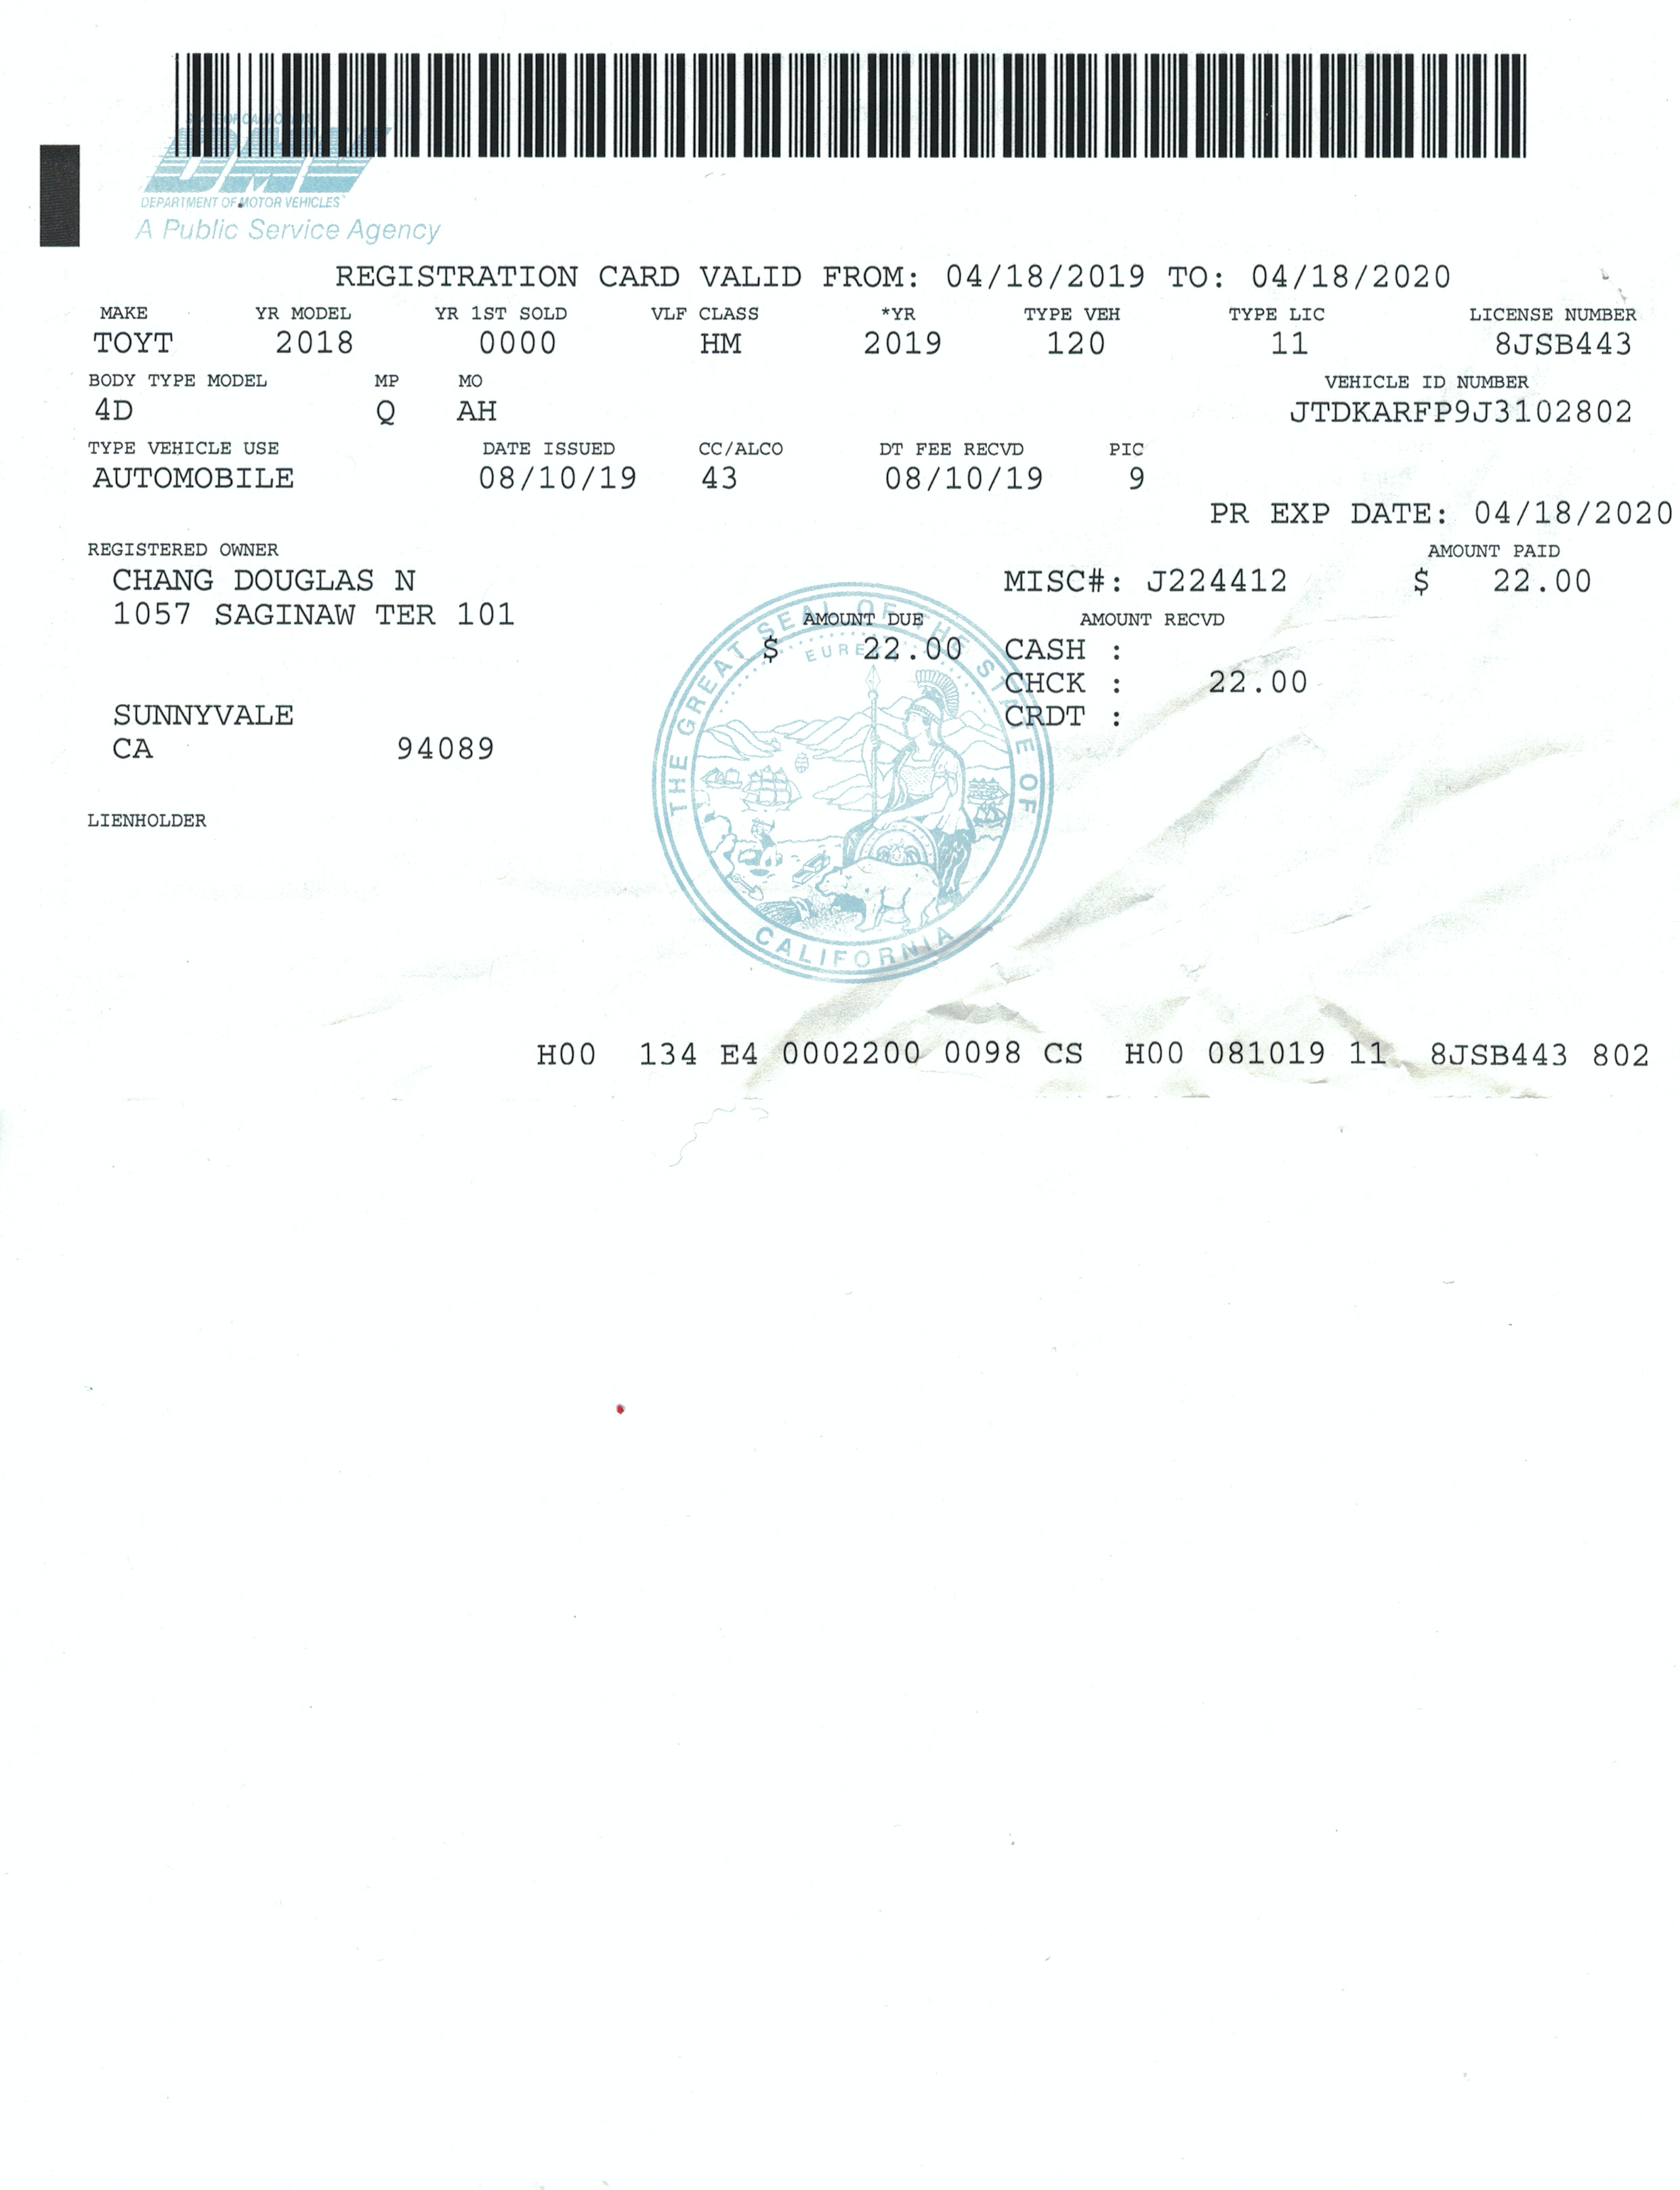 STATE OF CALIFORNIA
DMV
DEPARTMENT OF MOTOR VEHICLES
A Public Service Agency
REGISTRATION CARD VALID FROM: 04/18/2019 TO: 04/18/2020
MAKE YR MODEL YR 1ST SOLD VLF CLASS *YR TYPE VEH TYPE LIC LICENSE NUMBER
TOYT 2018 0000 HM 2019 120 11 8JSB443
BODY TYPE MODEL MP MO VEHICLE ID NUMBER
4D Q AH JTDKARFP9J3102802
TYPE VEHICLE USE DATE ISSUED CC/ALCO DT FEE RECVD PIC
AUTOMOBILE 08/10/19 43 08/10/19 9
PR EXP DATE: 04/18/2020
REGISTERED OWNER AMOUNT PAID
CHANG DOUGLAS N MISC#: J224412 $ 22.00
1057 SAGINAW TER 101
AMOUNT DUE AMOUNT RECVD
$ 22.00 CASH :
CHCK : 22.00
SUNNYVALE CRDT :
CA 94089
LIENHOLDER
THE GREAT SEAL OF THE STATE OF CALIFORNIA
H00 134 E4 0002200 0098 CS H00 081019 11 8JSB443 802